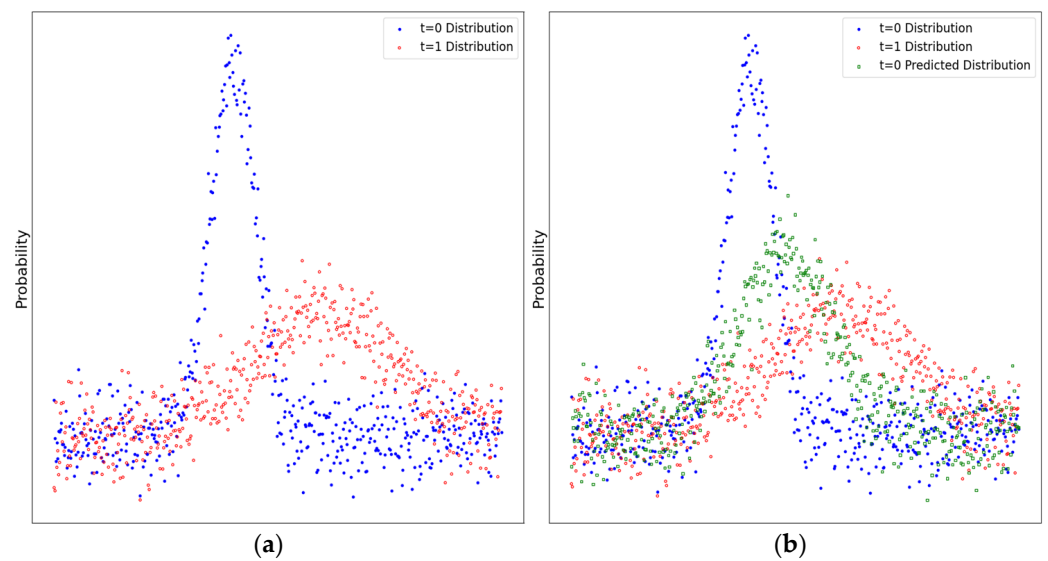 t=0 Distribution
t=1 Distribution
Probability
(a)
t=0 Distribution
t=1 Distribution
t=0 Predicted Distribution
Probability
(b)